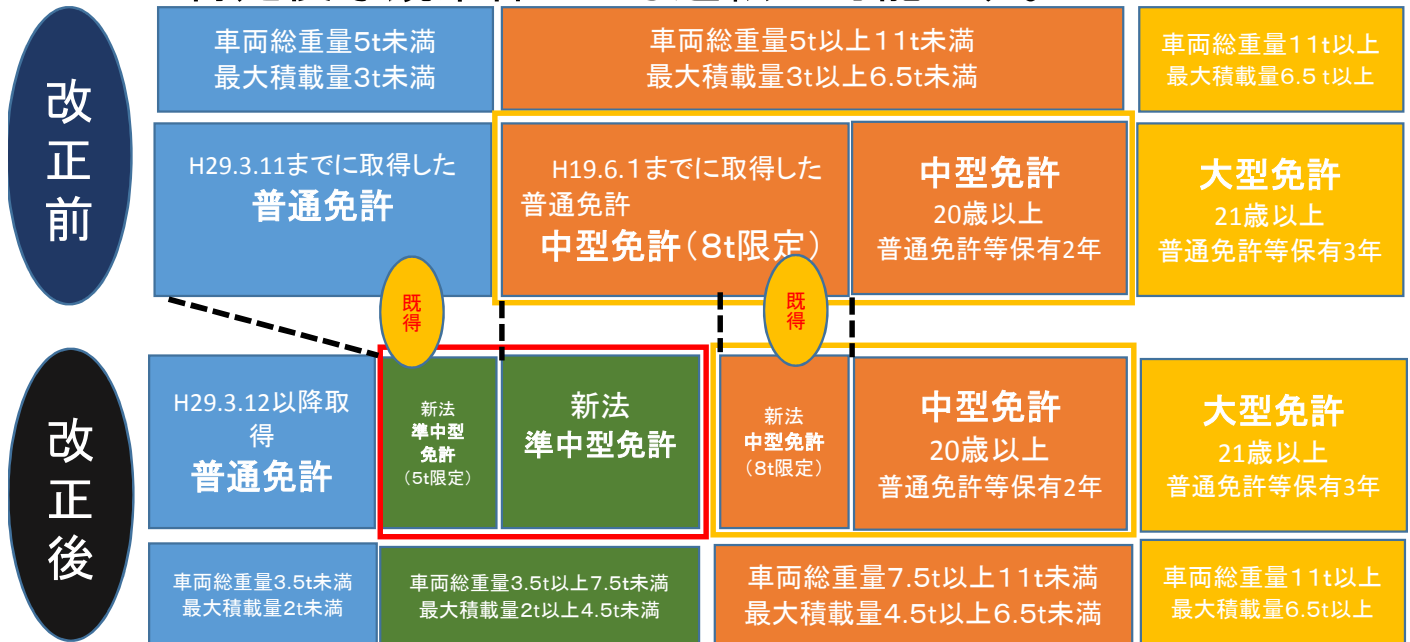 改正前
車両総重量5t未満
最大積載量3t未満
車両総重量5t以上11t未満
最大積載量3t以上6.5t未満
車両総重量11t以上
最大積載量6.5t以上
H29.3.11までに取得した
普通免許
H19.6.1までに取得した
普通免許
中型免許(8t限定)
中型免許
20歳以上
普通免許等保有2年
大型免許
21歳以上
普通免許等保有3年
既得
既得
改正後
H29.3.12以降取
得
普通免許
新法
準中型
免許
(5t限定)
新法
準中型免許
新法
中型免許
(8t限定)
中型免許
20歳以上
普通免許等保有2年
大型免許
21歳以上
普通免許等保有3年
車両総重量3.5t未満
最大積載量2t未満
車両総重量3.5t以上7.5t未満
最大積載量2t以上4.5t未満
車両総重量7.5t以上11t未満
最大積載量4.5t以上6.5t未満
車両総重量11t以上
最大積載量6.5t以上